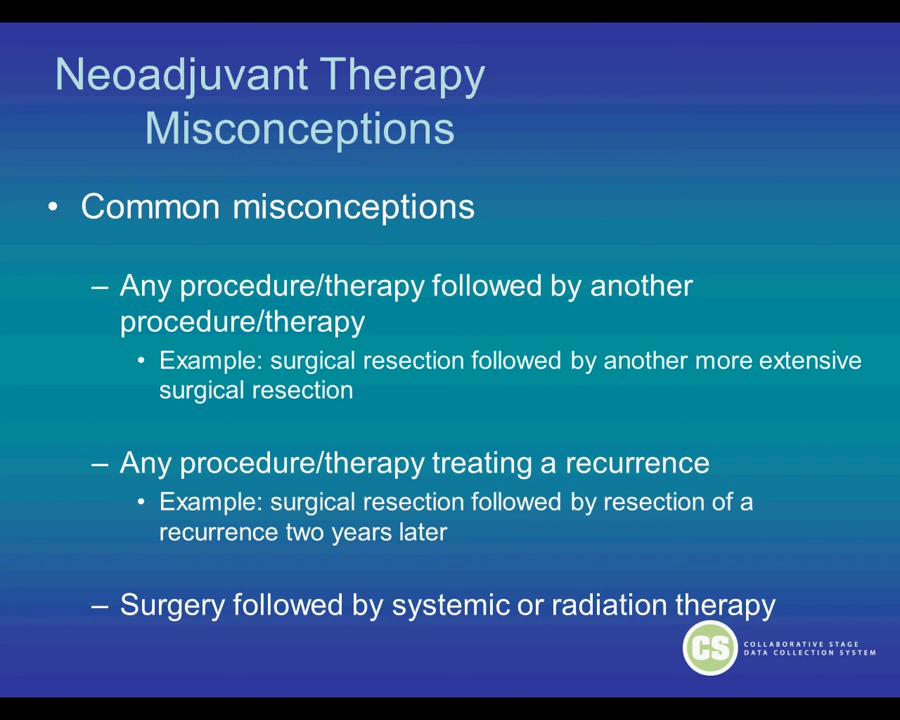 Neoadjuvant Therapy
Misconceptions
• Common misconceptions
– Any procedure/therapy followed by another
procedure/therapy
• Example: surgical resection followed by another more extensive
surgical resection
– Any procedure/therapy treating a recurrence
• Example: surgical resection followed by resection of a
recurrence two years later
– Surgery followed by systemic or radiation therapy
CS
COLLABORATIVE STAGE
DATA COLLECTION SYSTEM